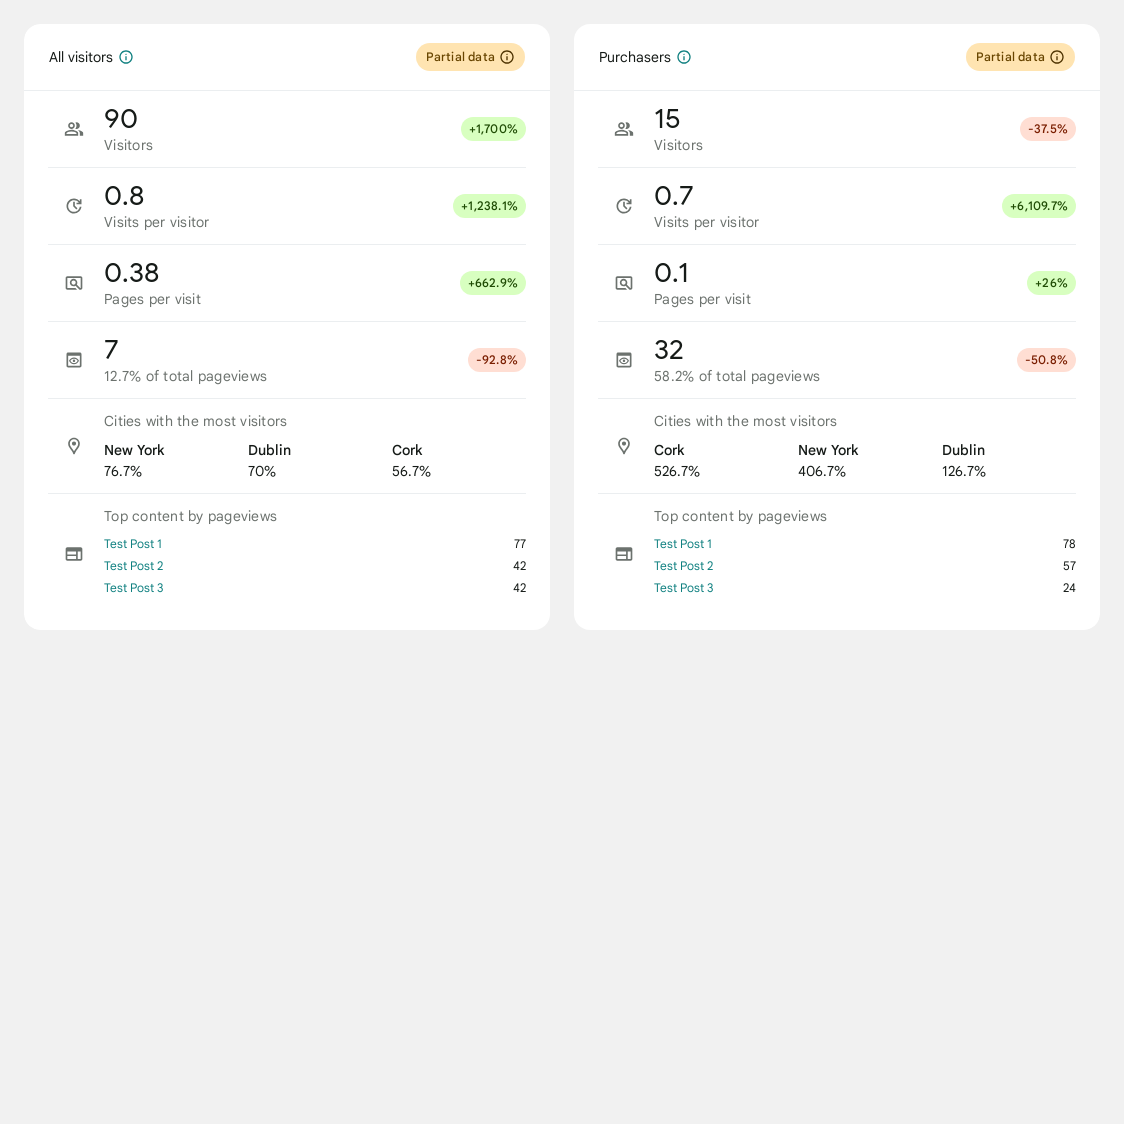 All visitors
Partial data
90
Visitors
+1,700%
0.8
Visits per visitor
+1,238.1%
0.38
Pages per visit
+662.9%
7
12.7% of total pageviews
-92.8%
Cities with the most visitors
New York Dublin Cork
76.7% 70% 56.7%
Top content by pageviews
Test Post 1 77
Test Post 2 42
Test Post 3 42
Purchasers
Partial data
15
Visitors
-37.5%
0.7
Visits per visitor
+6,109.7%
0.1
Pages per visit
+26%
32
58.2% of total pageviews
-50.8%
Cities with the most visitors
Cork New York Dublin
526.7% 406.7% 126.7%
Top content by pageviews
Test Post 1 78
Test Post 2 57
Test Post 3 24